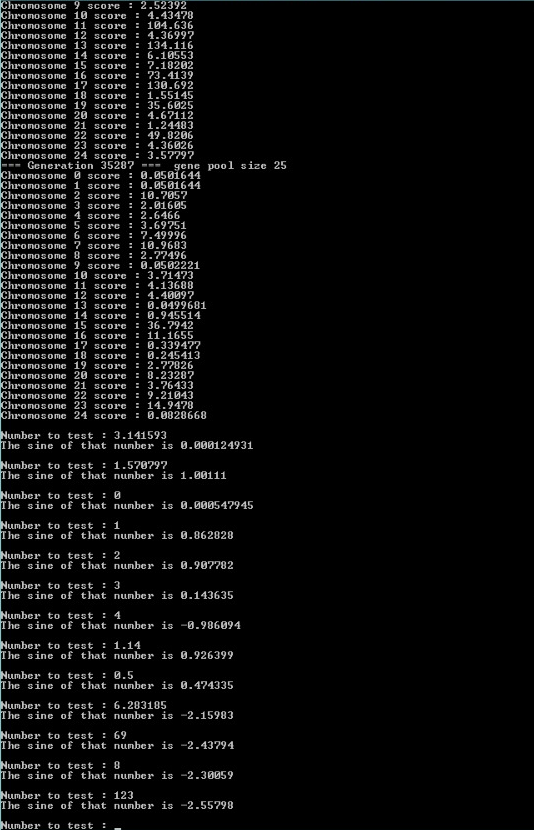 Chromosome 9 score : 2.52392
Chromosome 10 score : 4.43478
Chromosome 11 score : 104.636
Chromosome 12 score : 4.36997
Chromosome 13 score : 134.116
Chromosome 14 score : 6.10553
Chromosome 15 score : 7.18202
Chromosome 16 score : 73.4139
Chromosome 17 score : 130.692
Chromosome 18 score : 1.55145
Chromosome 19 score : 35.6025
Chromosome 20 score : 4.67112
Chromosome 21 score : 1.24483
Chromosome 22 score : 49.8206
Chromosome 23 score : 4.36026
Chromosome 24 score : 3.57797
=== Generation 35287 ===  gene pool size 25
Chromosome 0 score : 0.0501644
Chromosome 1 score : 0.0501644
Chromosome 2 score : 10.7057
Chromosome 3 score : 2.01605
Chromosome 4 score : 2.6466
Chromosome 5 score : 3.69751
Chromosome 6 score : 7.49996
Chromosome 7 score : 10.9683
Chromosome 8 score : 2.77496
Chromosome 9 score : 0.0502221
Chromosome 10 score : 3.71473
Chromosome 11 score : 4.13688
Chromosome 12 score : 4.40097
Chromosome 13 score : 0.0499681
Chromosome 14 score : 0.945514
Chromosome 15 score : 36.7942
Chromosome 16 score : 11.1655
Chromosome 17 score : 0.339477
Chromosome 18 score : 0.245413
Chromosome 19 score : 2.77826
Chromosome 20 score : 8.23287
Chromosome 21 score : 3.76433
Chromosome 22 score : 9.21043
Chromosome 23 score : 14.9478
Chromosome 24 score : 0.0828668
Number to test : 3.141593
The sine of that number is 0.000124931
Number to test : 1.570797
The sine of that number is 1.00111
Number to test : 0
The sine of that number is 0.000547945
Number to test : 1
The sine of that number is 0.862828
Number to test : 2
The sine of that number is 0.907782
Number to test : 3
The sine of that number is 0.143635
Number to test : 4
The sine of that number is -0.986094
Number to test : 1.14
The sine of that number is 0.926399
Number to test : 0.5
The sine of that number is 0.474335
Number to test : 6.283185
The sine of that number is -2.15983
Number to test : 69
The sine of that number is -2.43794
Number to test : 8
The sine of that number is -2.30059
Number to test : 123
The sine of that number is -2.55798
Number to test : _